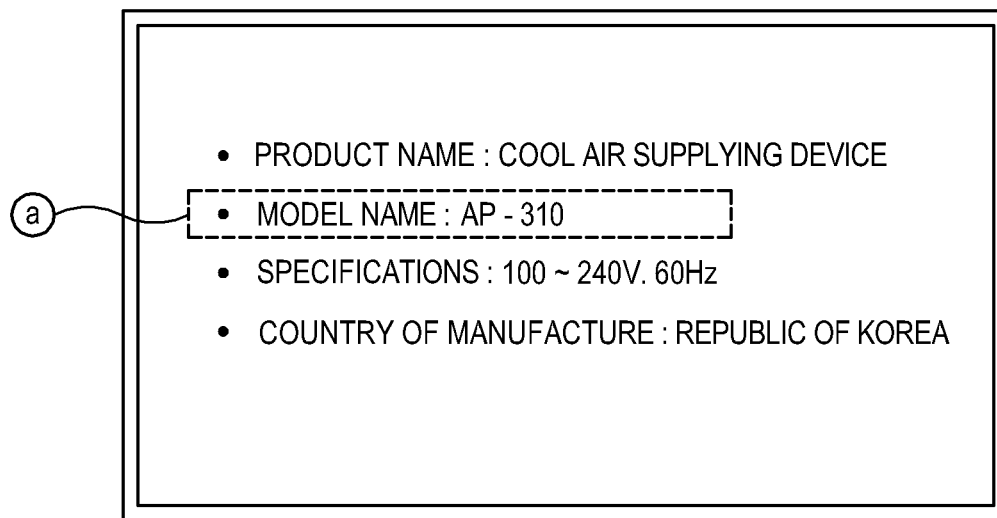 • PRODUCT NAME : COOL AIR SUPPLYING DEVICE
a
• MODEL NAME : AP - 310
• SPECIFICATIONS : 100 ~ 240V. 60Hz
• COUNTRY OF MANUFACTURE : REPUBLIC OF KOREA